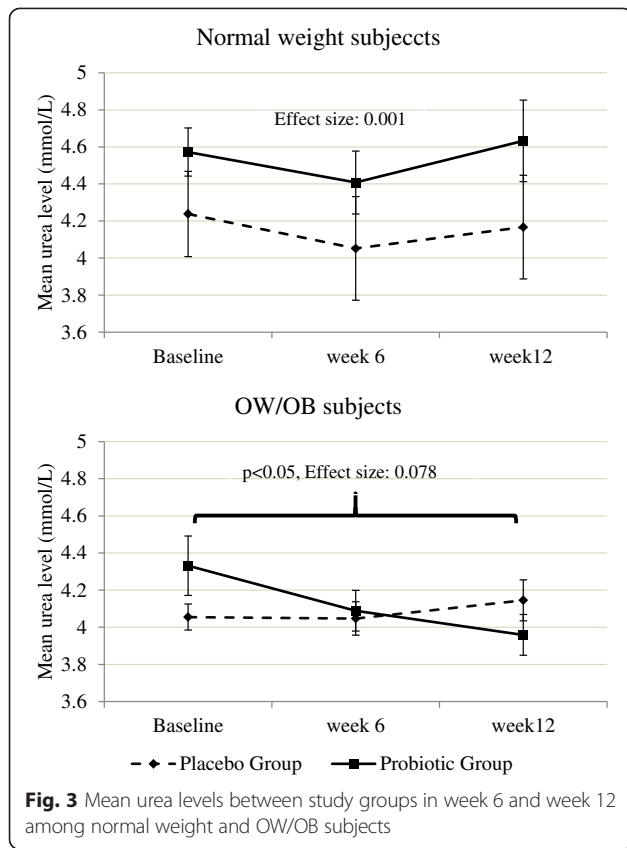 Normal weight subjeccts
Mean urea level (mmol/L)
5
4.8
4.6
4.4
4.2
4
3.8
3.6
Effect size: 0.001
Baseline week 6 week12
OW/OB subjects
Mean urea level (mmol/L)
5
4.8
4.6
4.4
4.2
4
3.8
3.6
p<0.05, Effect size: 0.078
Baseline week 6 week12
Placebo Group Probiotic Group
Fig. 3 Mean urea levels between study groups in week 6 and week 12
among normal weight and OW/OB subjects